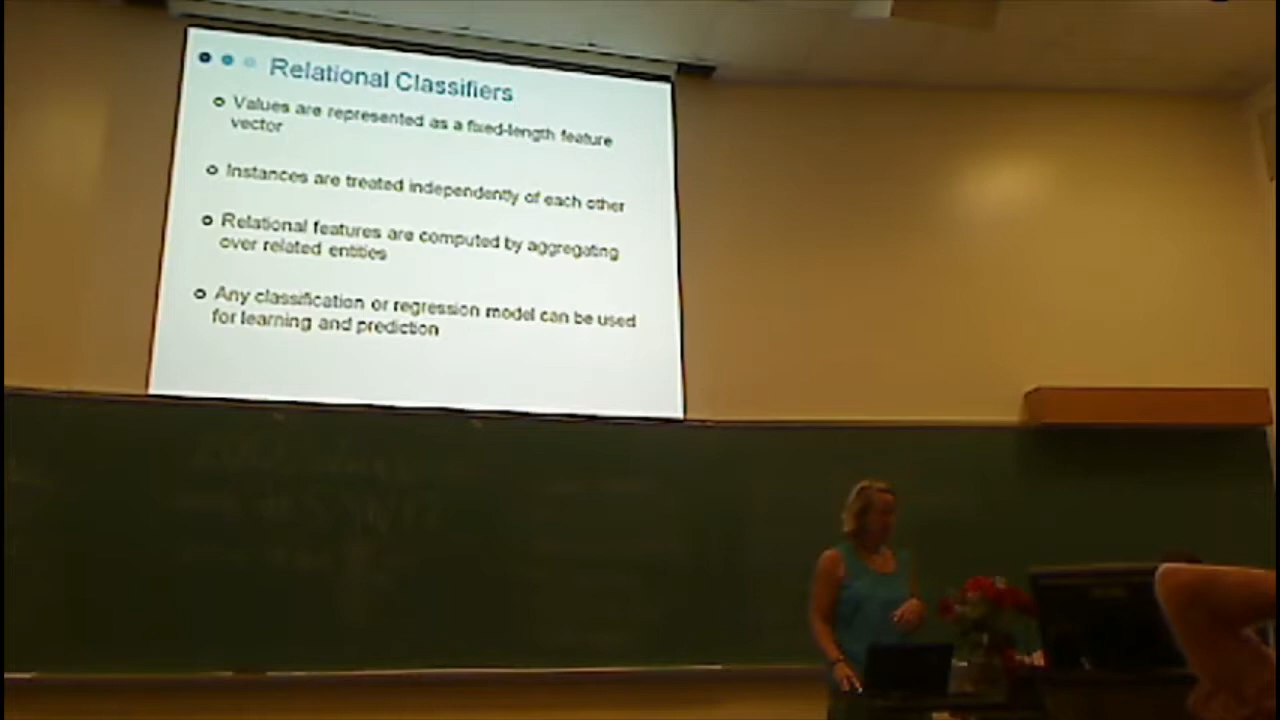 Relational Classifiers
Values are represented as a fixed-length feature
vector
Instances are treated independently of each other
Relational features are computed by aggregating
over related entities
Any classification or regression model can be used
for learning and prediction